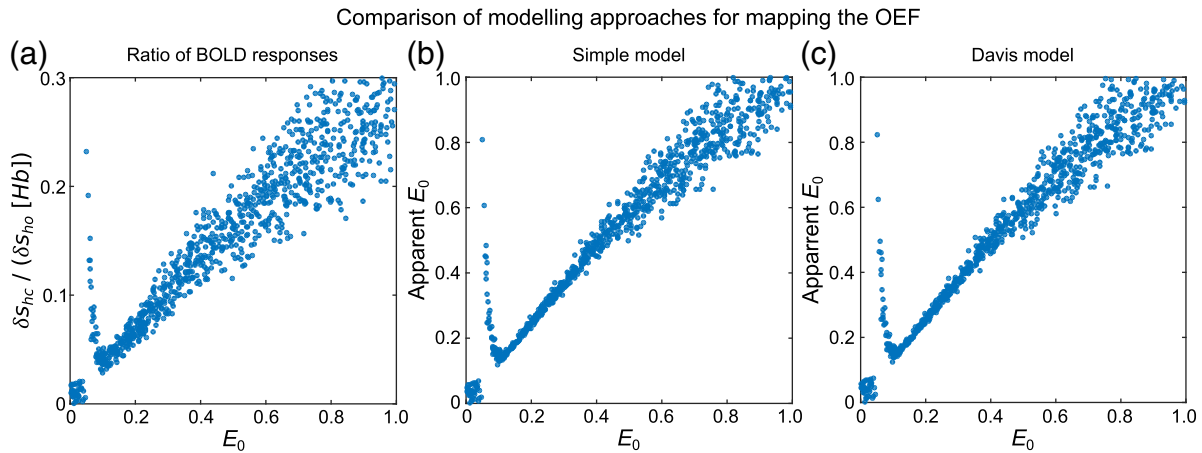 Comparison of modelling approaches for mapping the OEF
(a) Ratio of BOLD responses
0.3
0.2
0.1
0
δs_hc / (δs_ho [Hb])
0 0.2 0.4 0.6 0.8 1.0
E_0
(b) Simple model
1.0
0.8
0.6
0.4
0.2
0
Apparent E_0
0 0.2 0.4 0.6 0.8 1.0
E_0
(c) Davis model
1.0
0.8
0.6
0.4
0.2
0
Apparrent E_0
0 0.2 0.4 0.6 0.8 1.0
E_0